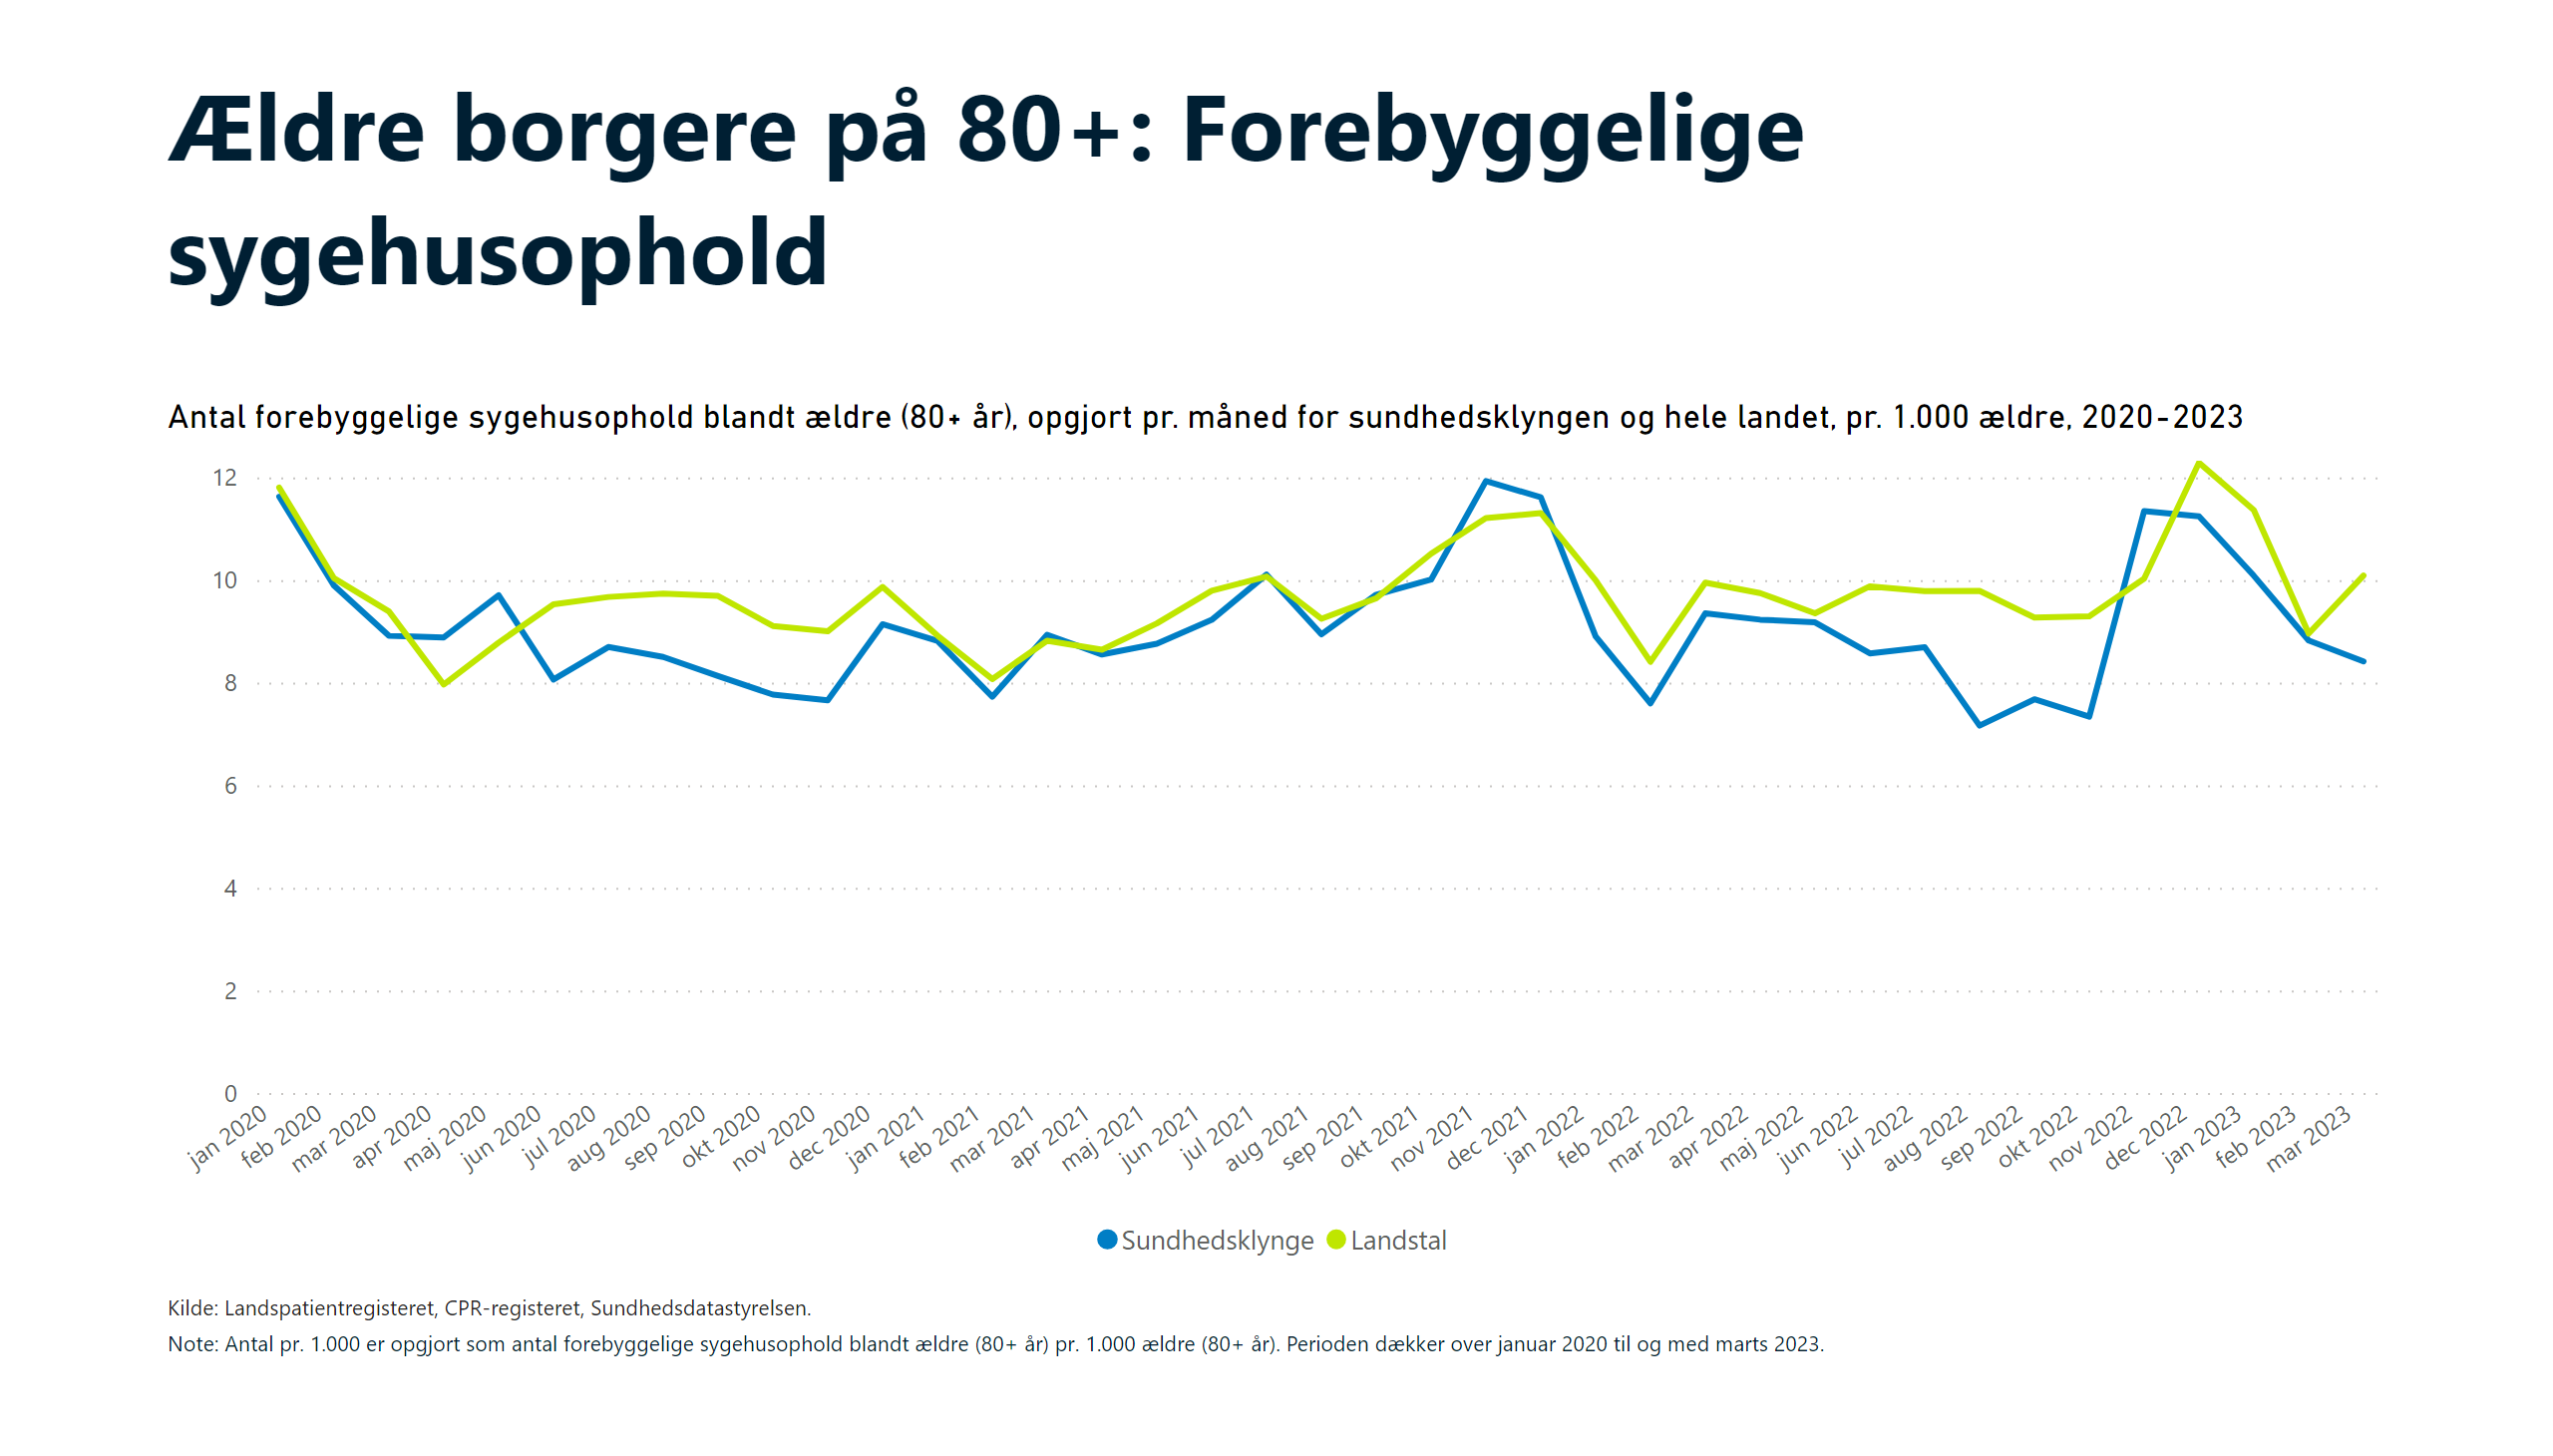 Ældre borgere på 80+: Forebyggelige
sygehusophold
Antal forebyggelige sygehusophold blandt ældre (80+ år), opgjort pr. måned for sundhedsklyngen og hele landet, pr. 1.000 ældre, 2020-2023
12
10
8
6
4
2
0
jan 2020
feb 2020
mar 2020
apr 2020
maj 2020
jun 2020
jul 2020
aug 2020
sep 2020
okt 2020
nov 2020
dec 2020
jan 2021
feb 2021
mar 2021
apr 2021
maj 2021
jun 2021
jul 2021
aug 2021
sep 2021
okt 2021
nov 2021
dec 2021
jan 2022
feb 2022
mar 2022
apr 2022
maj 2022
jun 2022
jul 2022
aug 2022
sep 2022
okt 2022
nov 2022
dec 2022
jan 2023
feb 2023
mar 2023
Sundhedsklynge Landstal
Kilde: Landspatientregisteret, CPR-registeret, Sundhedsdatastyrelsen.
Note: Antal pr. 1.000 er opgjort som antal forebyggelige sygehusophold blandt ældre (80+ år) pr. 1.000 ældre (80+ år). Perioden dækker over januar 2020 til og med marts 2023.